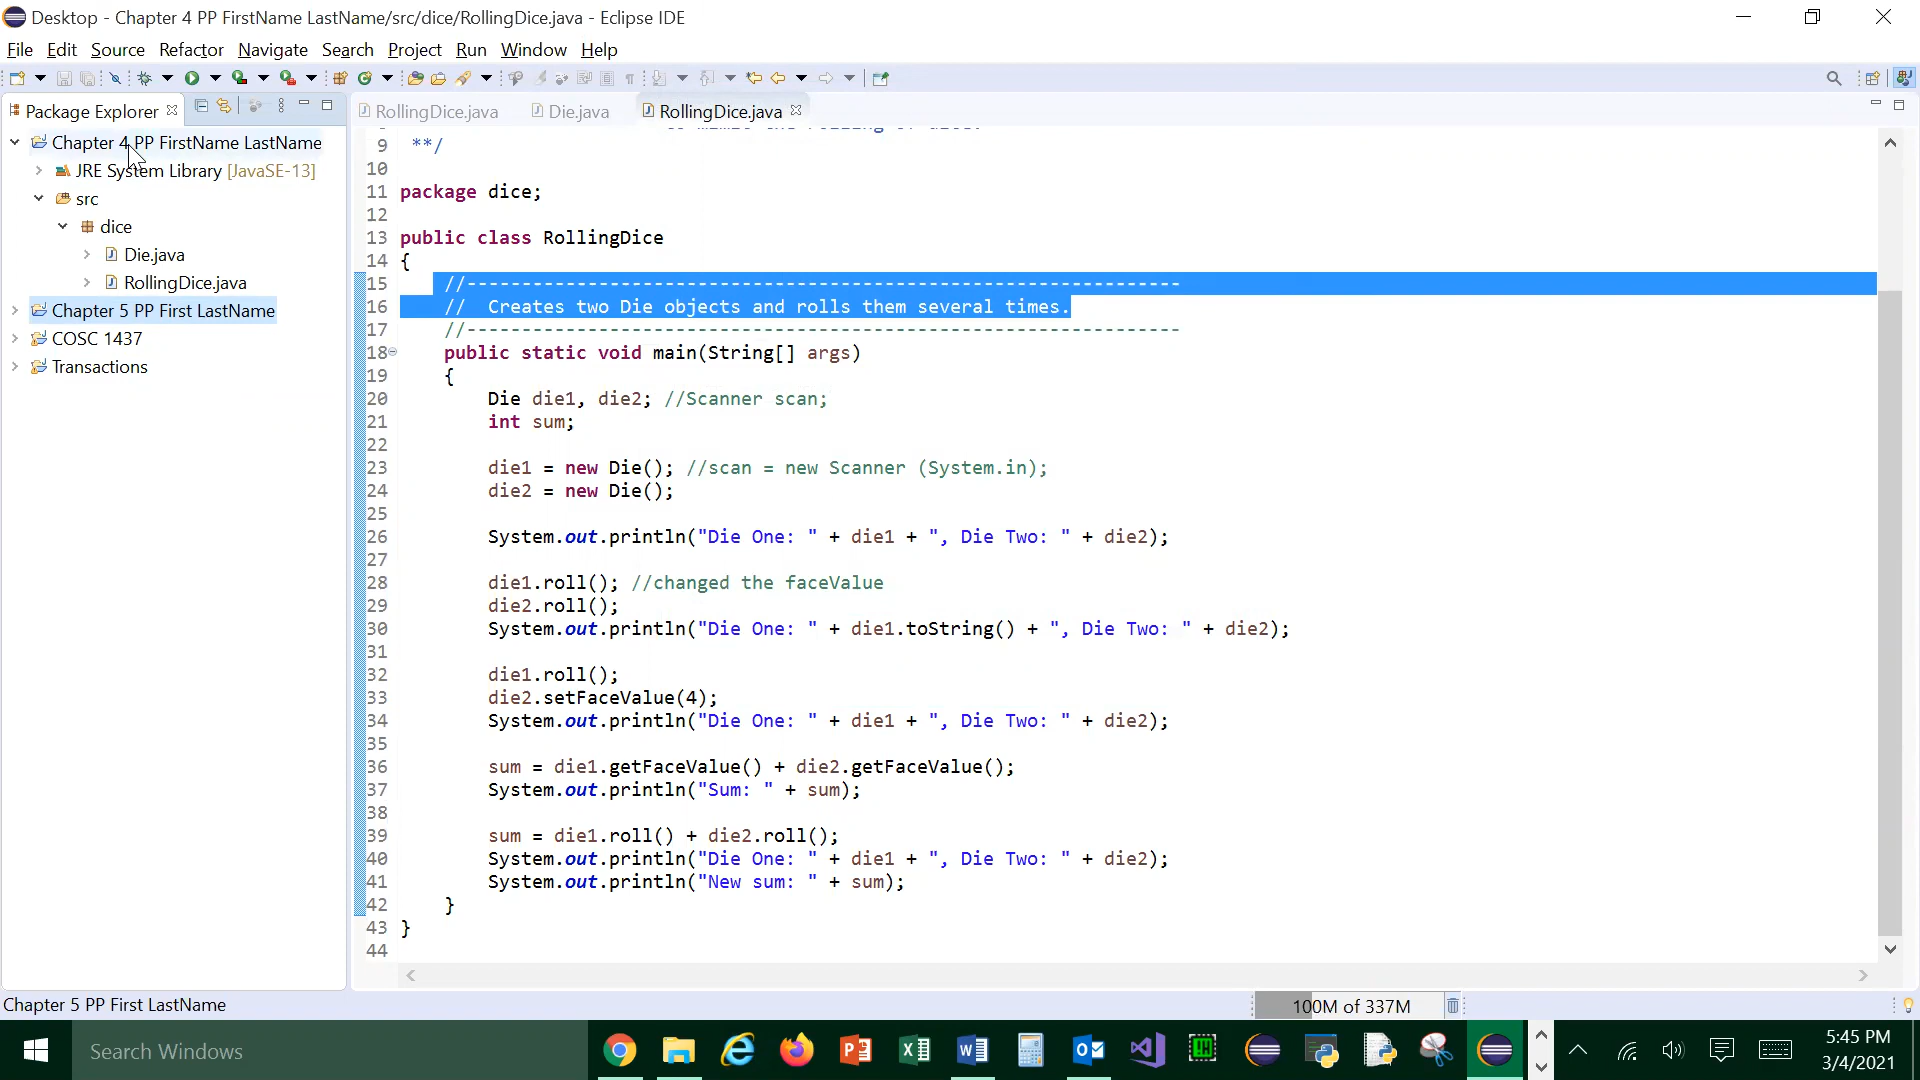 Desktop - Chapter 4 PP FirstName LastName/src/dice/RollingDice.java - Eclipse IDE
File Edit Source Refactor Navigate Search Project Run Window Help
Package Explorer
RollingDice.java Die.java RollingDice.java
Chapter 4 PP FirstName LastName
JRE System Library [JavaSE-13]
src
dice
Die.java
RollingDice.java
Chapter 5 PP First LastName
COSC 1437
Transactions
9 **/
10
11 package dice;
12
13 public class RollingDice
14 {
15 //-----------------------------------------------------------------
16 // Creates two Die objects and rolls them several times.
17 //-----------------------------------------------------------------
18 public static void main(String[] args)
19 {
20 Die die1, die2; //Scanner scan;
21 int sum;
22
23 die1 = new Die(); //scan = new Scanner (System.in);
24 die2 = new Die();
25
26 System.out.println("Die One: " + die1 + ", Die Two: " + die2);
27
28 die1.roll(); //changed the faceValue
29 die2.roll();
30 System.out.println("Die One: " + die1.toString() + ", Die Two: " + die2);
31
32 die1.roll();
33 die2.setFaceValue(4);
34 System.out.println("Die One: " + die1 + ", Die Two: " + die2);
35
36 sum = die1.getFaceValue() + die2.getFaceValue();
37 System.out.println("Sum: " + sum);
38
39 sum = die1.roll() + die2.roll();
40 System.out.println("Die One: " + die1 + ", Die Two: " + die2);
41 System.out.println("New sum: " + sum);
42 }
43 }
44
Chapter 5 PP First LastName
100M of 337M
Search Windows
5:45 PM
3/4/2021